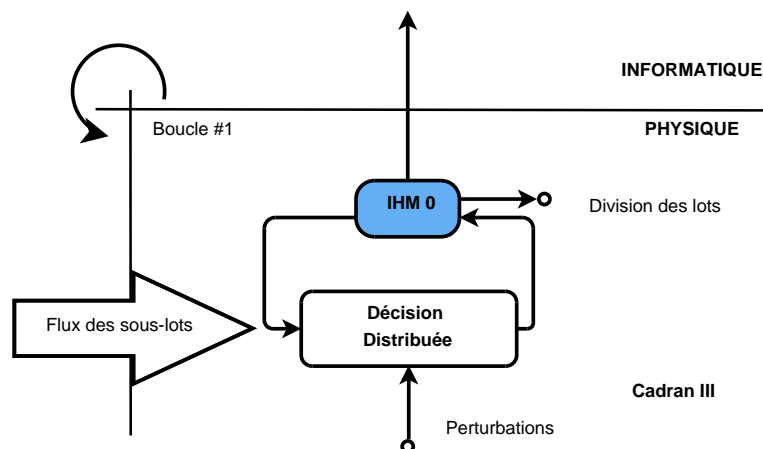 INFORMATIQUE
Boucle #1
PHYSIQUE
IHM 0
Division des lots
Flux des sous-lots
Décision
Distribuée
Cadran III
Perturbations